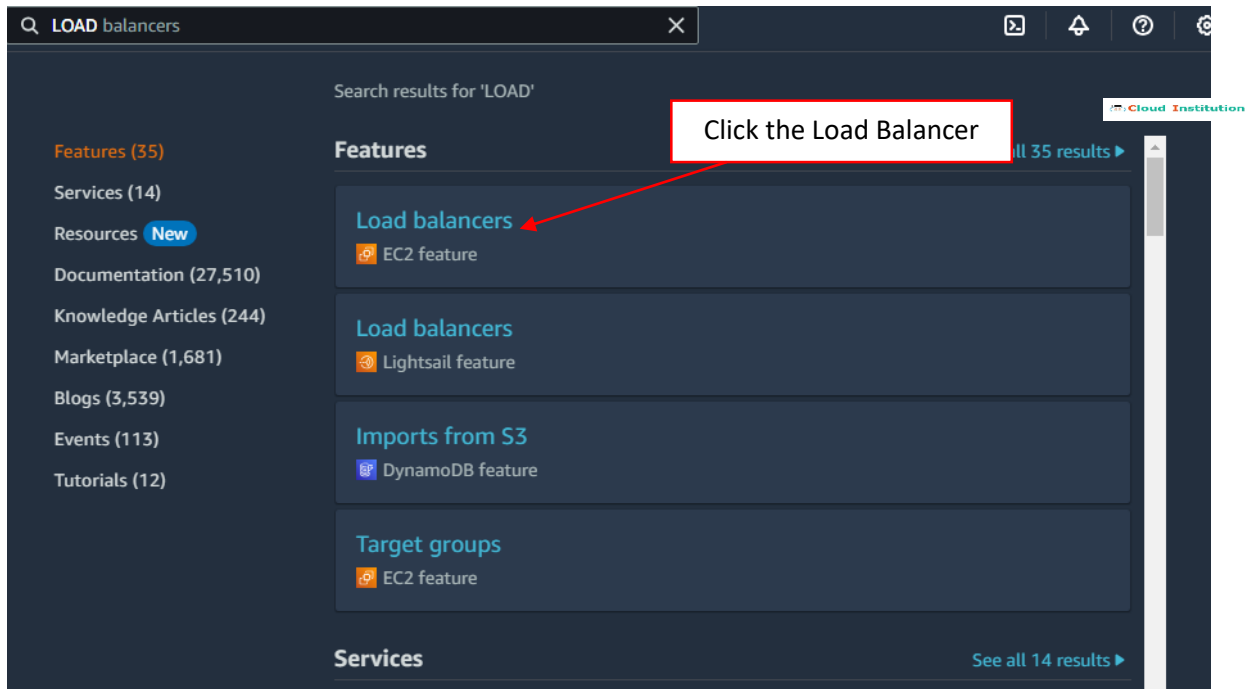 LOAD balancers
Search results for 'LOAD'
Cloud Institution
Click the Load Balancer
Features (35)
Services (14)
Resources New
Documentation (27,510)
Knowledge Articles (244)
Marketplace (1,681)
Blogs (3,539)
Events (113)
Tutorials (12)
Features
all 35 results
Load balancers
EC2 feature
Load balancers
Lightsail feature
Imports from S3
DynamoDB feature
Target groups
EC2 feature
Services
See all 14 results